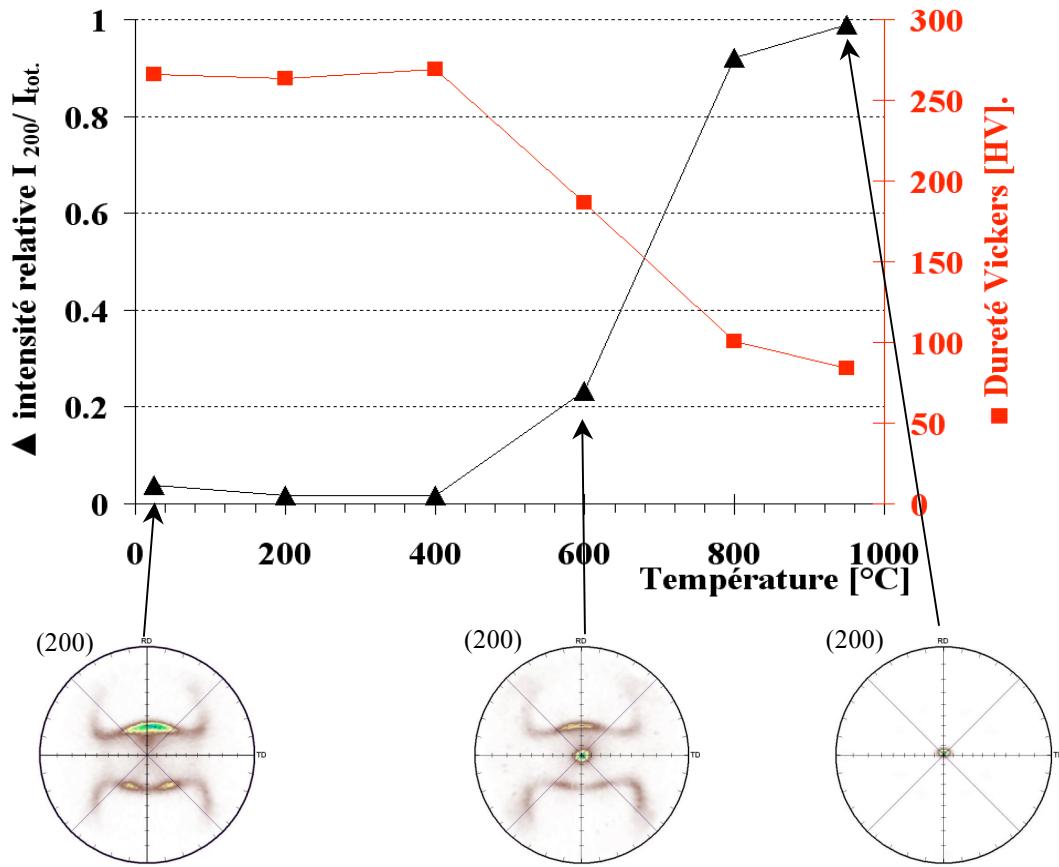 ▲ intensité relative I 200/ Itot.
1
0.8
0.6
0.4
0.2
0
300
250
200
150
100
50
0
■ Dureté Vickers [HV].
0 200 400 600 800 1000
Température [°C]
(200)
RD
TD
(200)
RD
TD
(200)
RD
TD